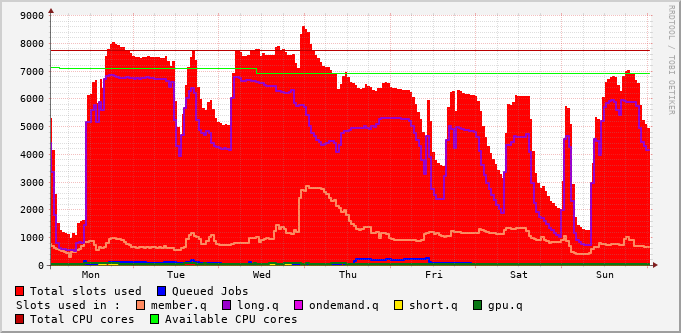 9000
8000
7000
6000
5000
4000
3000
2000
1000
0
Mon Tue Wed Thu Fri Sat Sun
RRDTOOL / TOBI OETIKER
Total slots used Queued Jobs
Slots used in : member.q long.q ondemand.q short.q gpu.q
Total CPU cores Available CPU cores